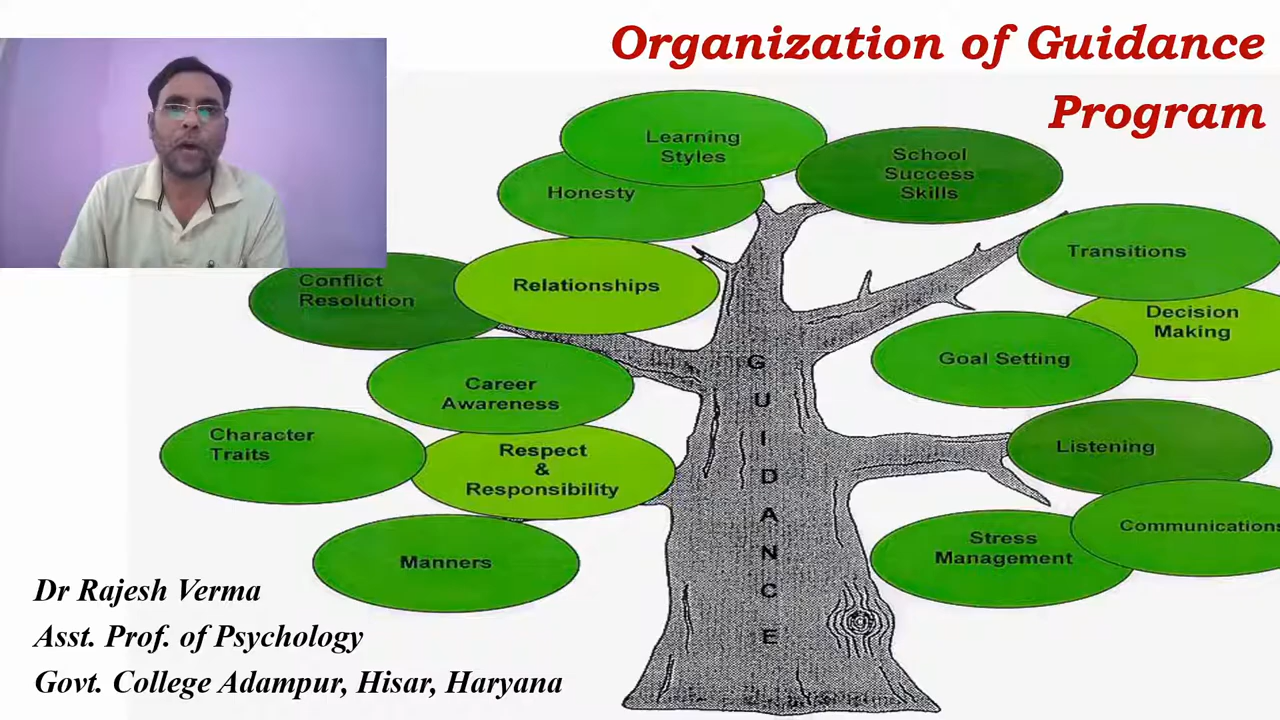 Organization of Guidance
Program
Learning
Styles
School
Success
Skills
Honesty
Transitions
Conflict
Resolution
Relationships
Decision
Making
Goal Setting
Career
Awareness
Character
Traits
Respect
&
Responsibility
Listening
Manners
Stress
Management
Communications
G
U
I
D
A
N
C
E
Dr Rajesh Verma
Asst. Prof. of Psychology
Govt. College Adampur, Hisar, Haryana